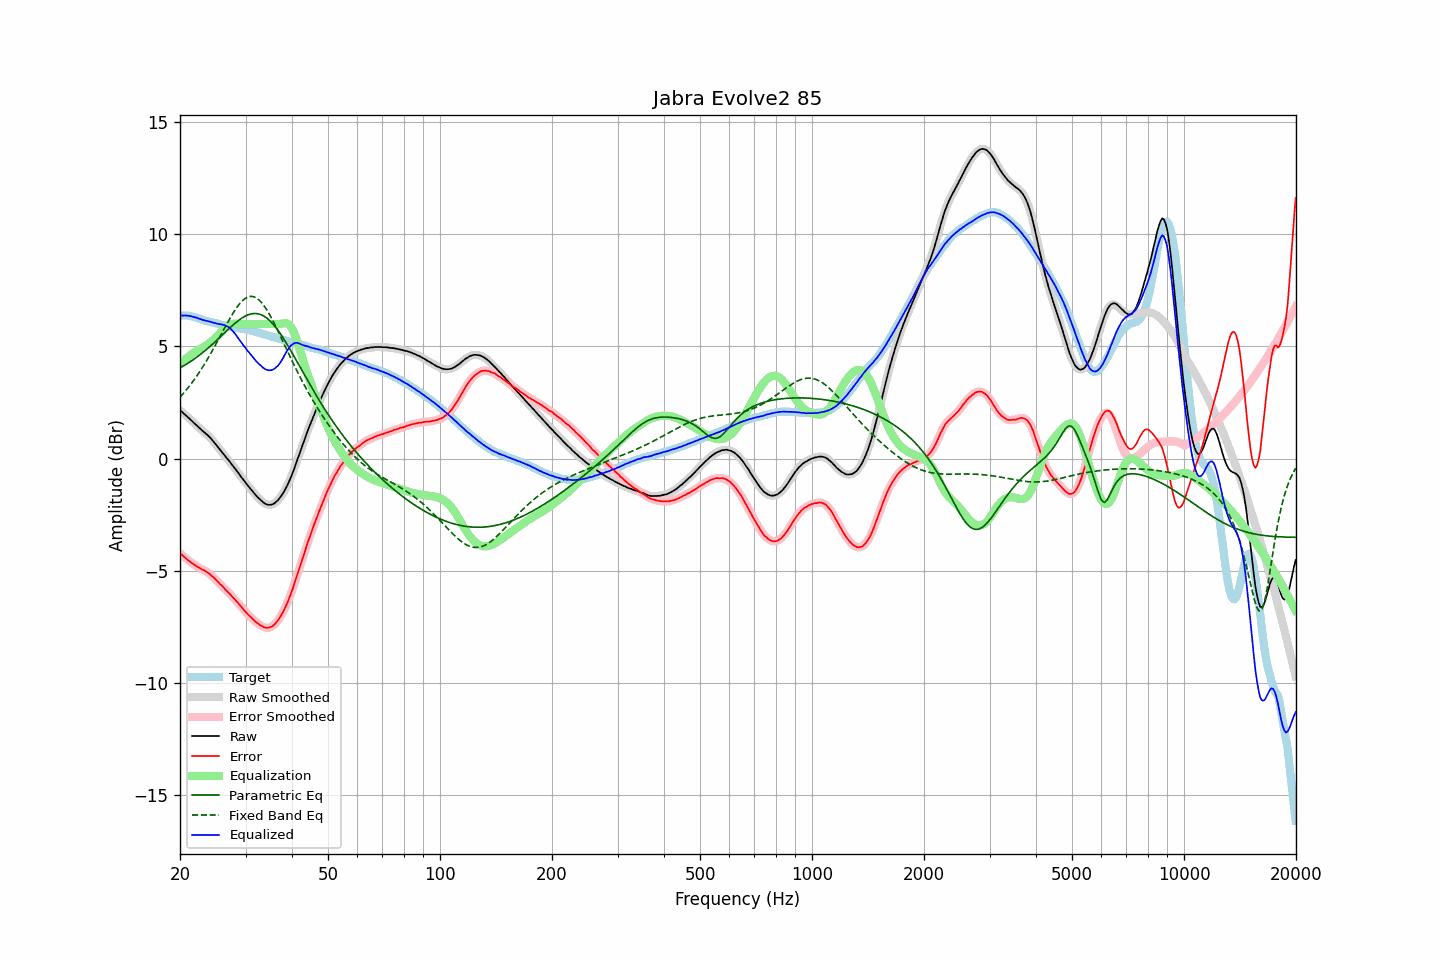 Jabra Evolve2 85
15
10
5
0
−5
−10
−15
Amplitude (dBr)
Target
Raw Smoothed
Error Smoothed
Raw
Error
Equalization
Parametric Eq
Fixed Band Eq
Equalized
20 50 100 200 500 1000 2000 5000 10000 20000
Frequency (Hz)